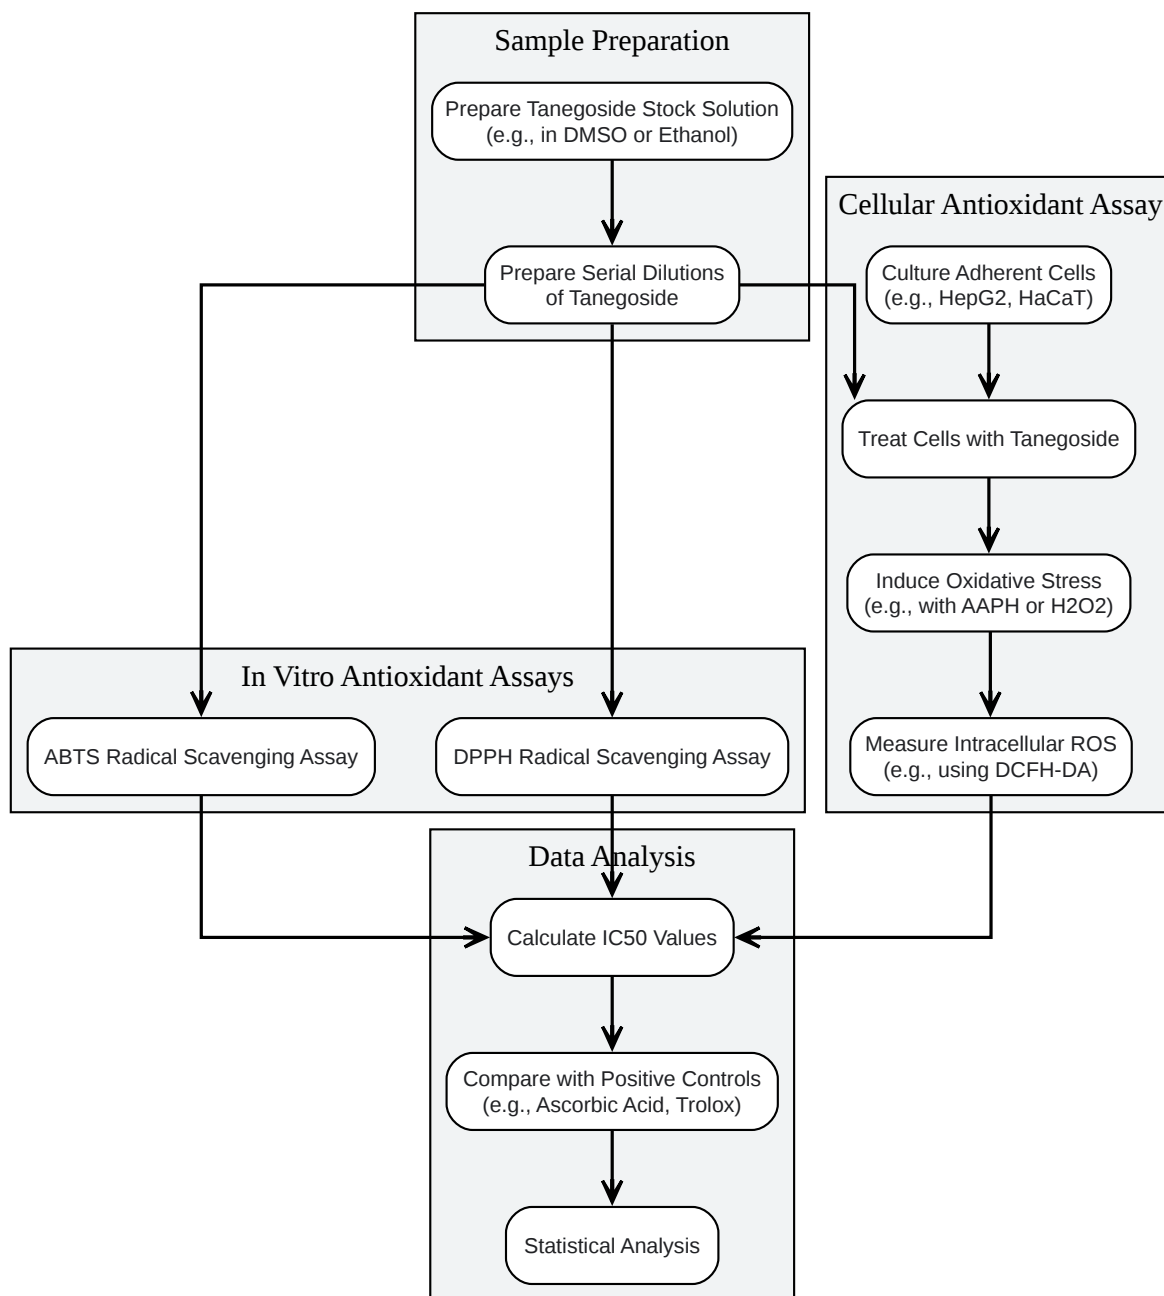 Sample Preparation
Prepare Tanegoside Stock Solution
(e.g., in DMSO or Ethanol)
Prepare Serial Dilutions
of Tanegoside
Cellular Antioxidant Assay
Culture Adherent Cells
(e.g., HepG2, HaCaT)
Treat Cells with Tanegoside
Induce Oxidative Stress
(e.g., with AAPH or H2O2)
Measure Intracellular ROS
(e.g., using DCFH-DA)
In Vitro Antioxidant Assays
ABTS Radical Scavenging Assay
DPPH Radical Scavenging Assay
Data Analysis
Calculate IC50 Values
Compare with Positive Controls
(e.g., Ascorbic Acid, Trolox)
Statistical Analysis